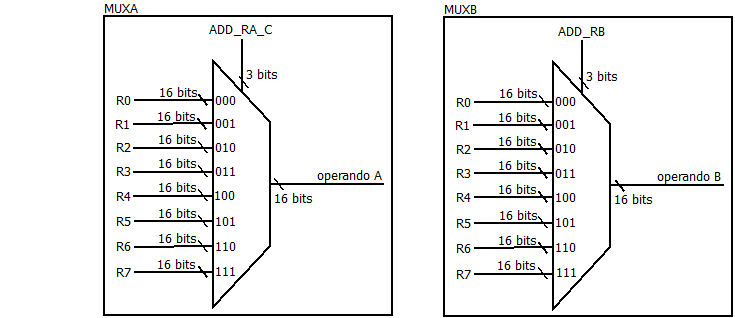 MUXA
ADD_RA_C
3 bits
R0 16 bits 000
R1 16 bits 001
R2 16 bits 010
R3 16 bits 011
R4 16 bits 100
R5 16 bits 101
R6 16 bits 110
R7 16 bits 111
operando A
16 bits
MUXB
ADD_RB
3 bits
R0 16 bits 000
R1 16 bits 001
R2 16 bits 010
R3 16 bits 011
R4 16 bits 100
R5 16 bits 101
R6 16 bits 110
R7 16 bits 111
operando B
16 bits